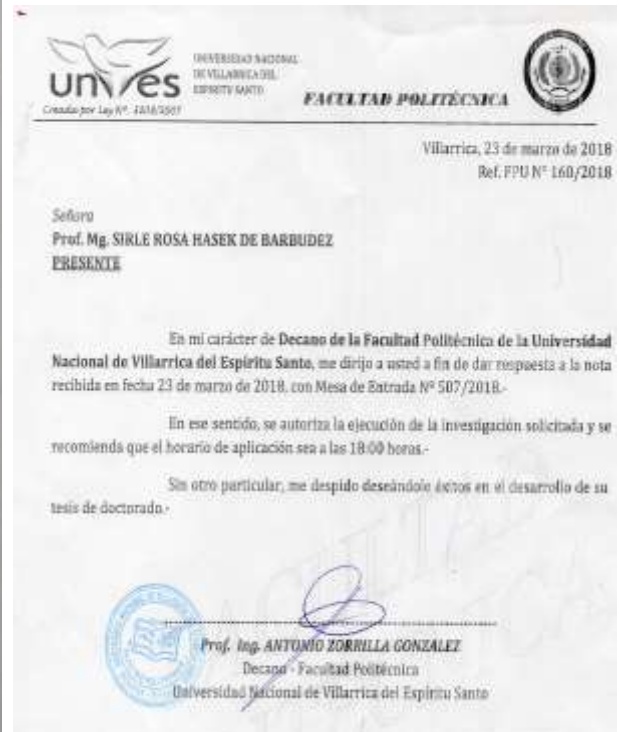 unves
UNIVERSIDAD NACIONAL
DE VILLARRICA DEL
ESPIRITU SANTO
Creada por Ley Nº.
FACULTAD POLITÉCNICA
Villarrica, 23 de marzo de 2018
Ref. FPU Nº 160/2018
Señora
Prof. Mg. SIRLE ROSA HASEK DE BARBUDEZ
PRESENTE
En mi carácter de Decano de la Facultad Politécnica de la Universidad
Nacional de Villarrica del Espíritu Santo, me dirijo a usted a fin de dar respuesta a la nota
recibida en fecha 23 de marzo de 2018, con Mesa de Entrada Nº 507/2018.-
En ese sentido, se autoriza la ejecución de la investigación solicitada y se
recomienda que el horario de aplicación sea a las 18:00 horas.-
Sin otro particular, me despido deseándole éxitos en el desarrollo de su
tesis de doctorado.-
Prof. Ing. ANTONIO ZORRILLA GONZALEZ
Decano - Facultad Politécnica
Universidad Nacional de Villarrica del Espíritu Santo